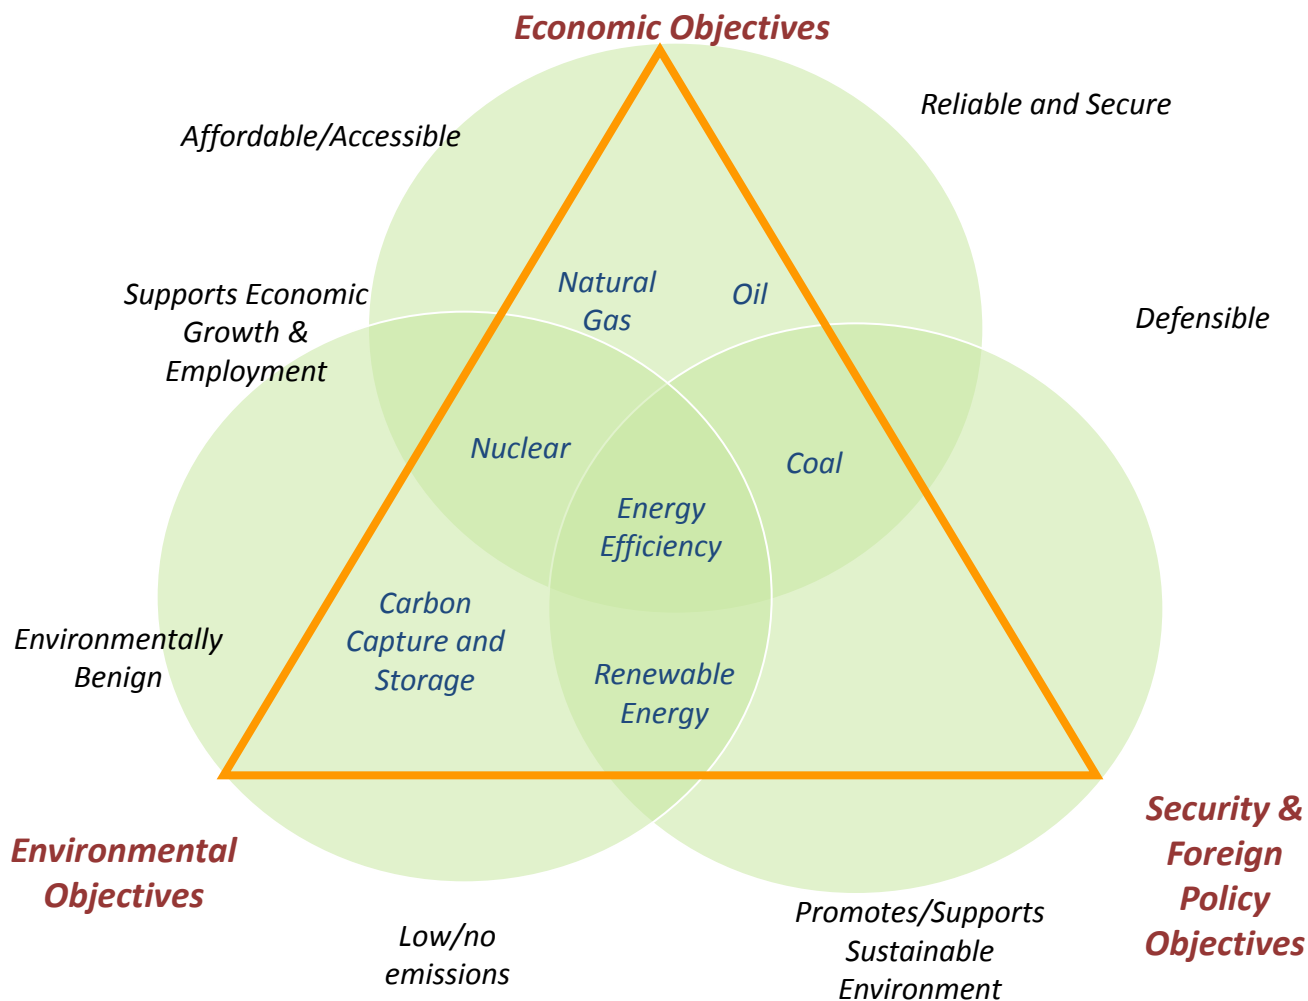 Economic Objectives
Reliable and Secure
Affordable/Accessible
Natural
Gas
Oil
Supports Economic
Growth &
Employment
Defensible
Nuclear
Coal
Energy
Efficiency
Carbon
Capture and
Storage
Environmentally
Benign
Renewable
Energy
Environmental
Objectives
Security &
Foreign
Policy
Objectives
Low/no
emissions
Promotes/Supports
Sustainable
Environment